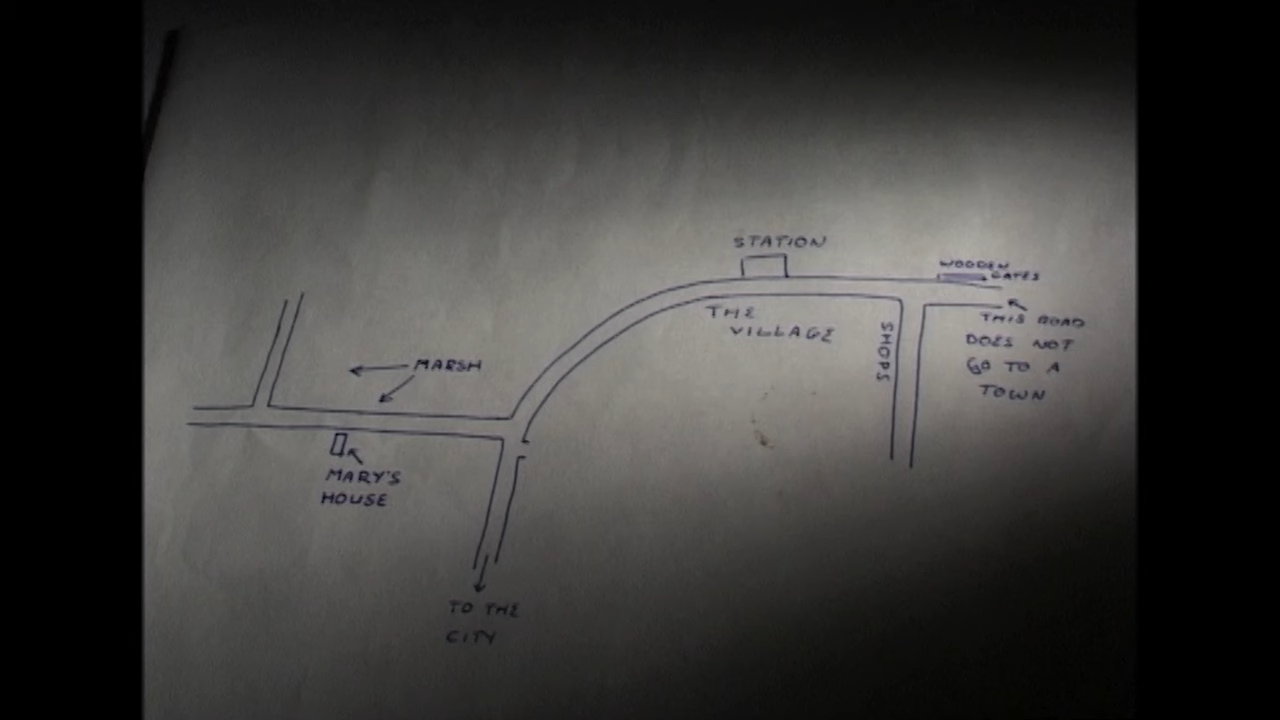 STATION
WOODEN
GATES
THE
VILLAGE
SHOPS
THIS ROAD
DOES NOT
GO TO A
TOWN
MARSH
MARY'S
HOUSE
TO THE
CITY